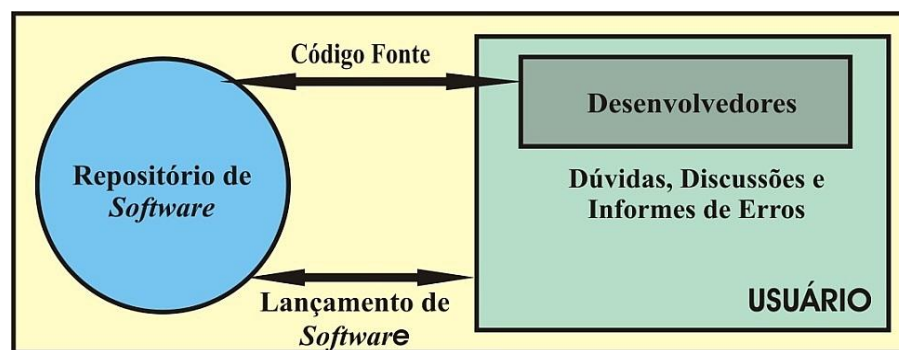 Código Fonte
Desenvolvedores
Repositório de
Software
Dúvidas, Discussões e
Informes de Erros
Lançamento de
Software
USUÁRIO